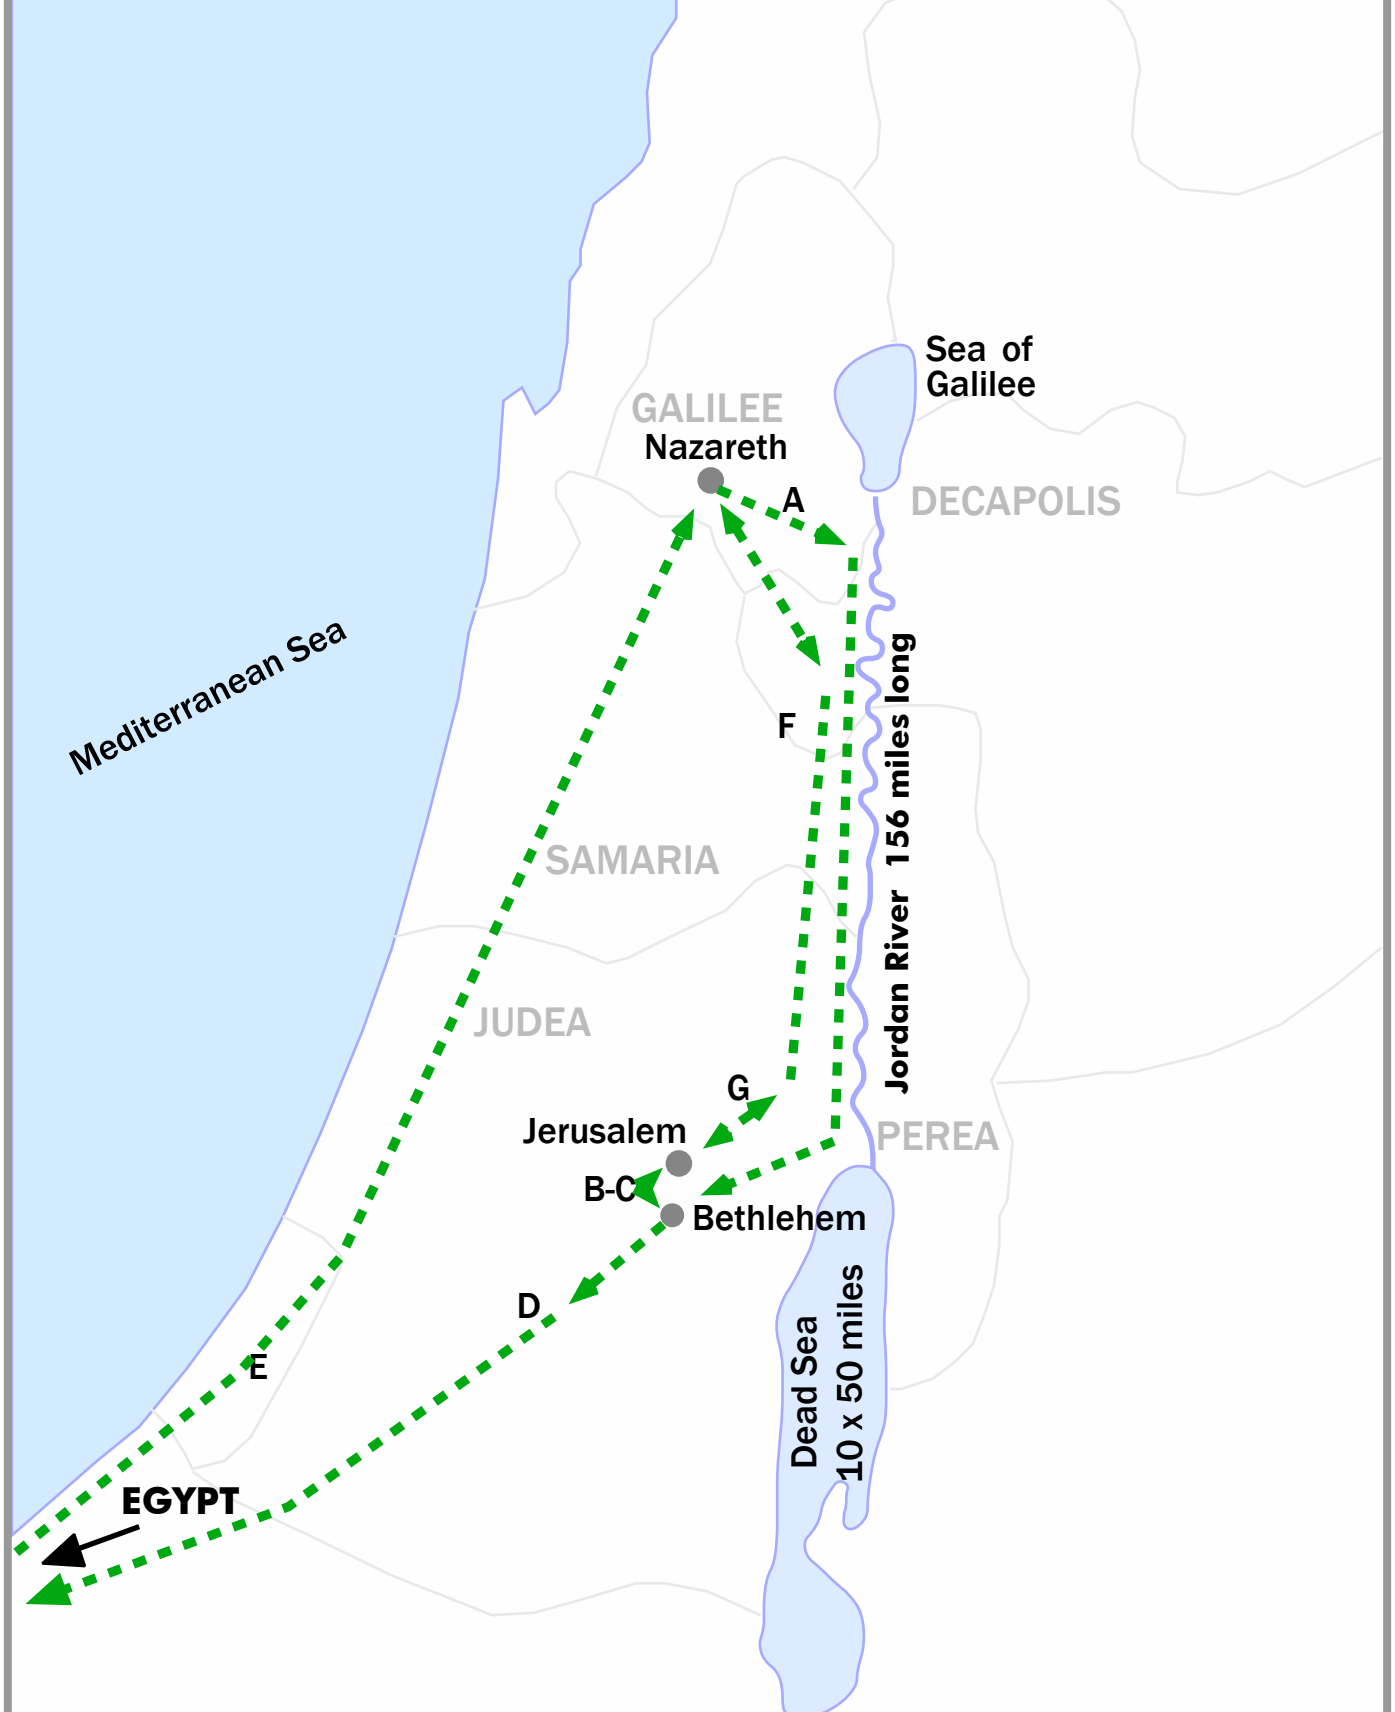 Sea of
Galilee
GALILEE
Nazareth
A
DECAPOLIS
Mediterranean Sea
F
Jordan River 156 miles long
SAMARIA
JUDEA
G
Jerusalem
PEREA
B-C
Bethlehem
D
Dead Sea
10 x 50 miles
E
EGYPT